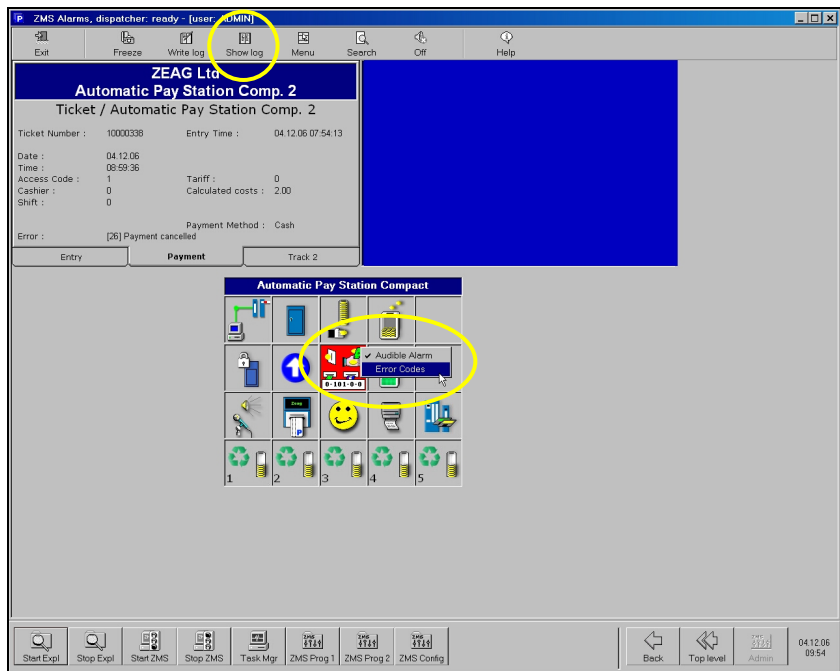 ZMS Alarms, dispatcher: ready - [user: ADMIN]
Exit Freeze Write log Show log Menu Search Off Help
ZEAG Ltd
Automatic Pay Station Comp. 2
Ticket / Automatic Pay Station Comp. 2
Ticket Number : 10000338 Entry Time : 04.12.06 07:54:13
Date : 04.12.06
Time : 08:59:36
Access Code : 1 Tariff : 0
Cashier : 0 Calculated costs : 2.00
Shift : 0
Payment Method : Cash
Error : [26] Payment cancelled
Entry Payment Track 2
Automatic Pay Station Compact
Audible Alarm
Error Codes
0-101-0-0
P
1 2 3 4 5
Start Expl Stop Expl Start ZMS Stop ZMS Task Mgr ZMS Prog 1 ZMS Prog 2 ZMS Config Back Top level Admin
04.12.06
09:54